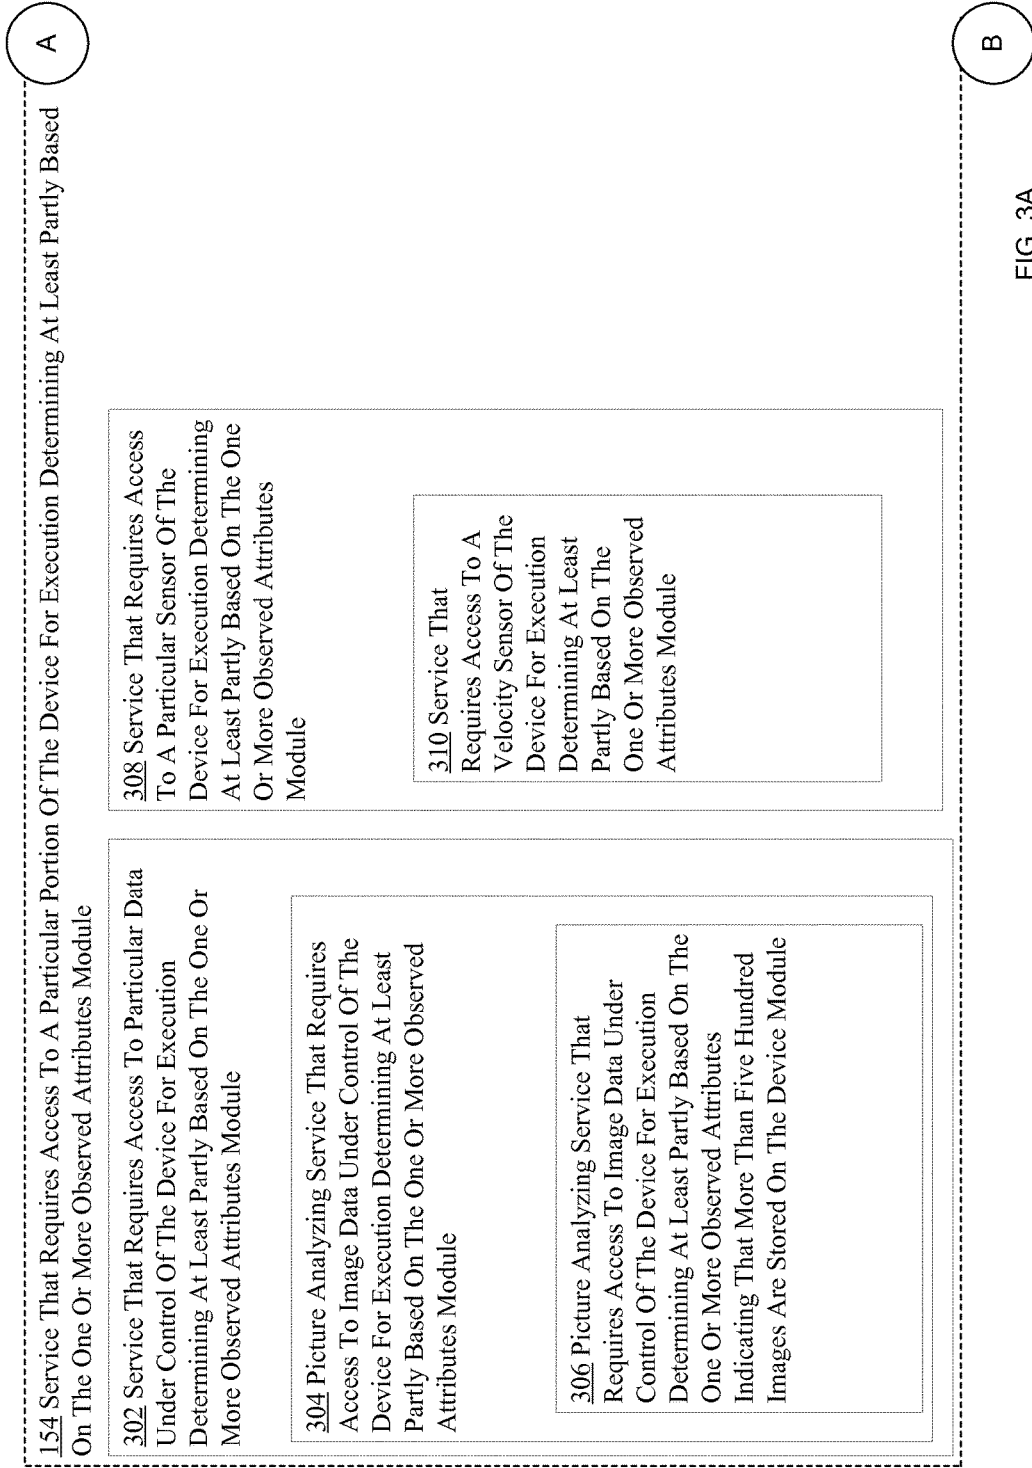 154 Service That Requires Access To A Particular Portion Of The Device For Execution Determining At Least Partly Based
On The One Or More Observed Attributes Module
A
302 Service That Requires Access To Particular Data
Under Control Of The Device For Execution
Determining At Least Partly Based On The One Or
More Observed Attributes Module
304 Picture Analyzing Service That Requires
Access To Image Data Under Control Of The
Device For Execution Determining At Least
Partly Based On The One Or More Observed
Attributes Module
306 Picture Analyzing Service That
Requires Access To Image Data Under
Control Of The Device For Execution
Determining At Least Partly Based On The
One Or More Observed Attributes
Indicating That More Than Five Hundred
Images Are Stored On The Device Module
308 Service That Requires Access
To A Particular Sensor Of The
Device For Execution Determining
At Least Partly Based On The One
Or More Observed Attributes
Module
310 Service That
Requires Access To A
Velocity Sensor Of The
Device For Execution
Determining At Least
Partly Based On The
One Or More Observed
Attributes Module
B
FIG. 3A